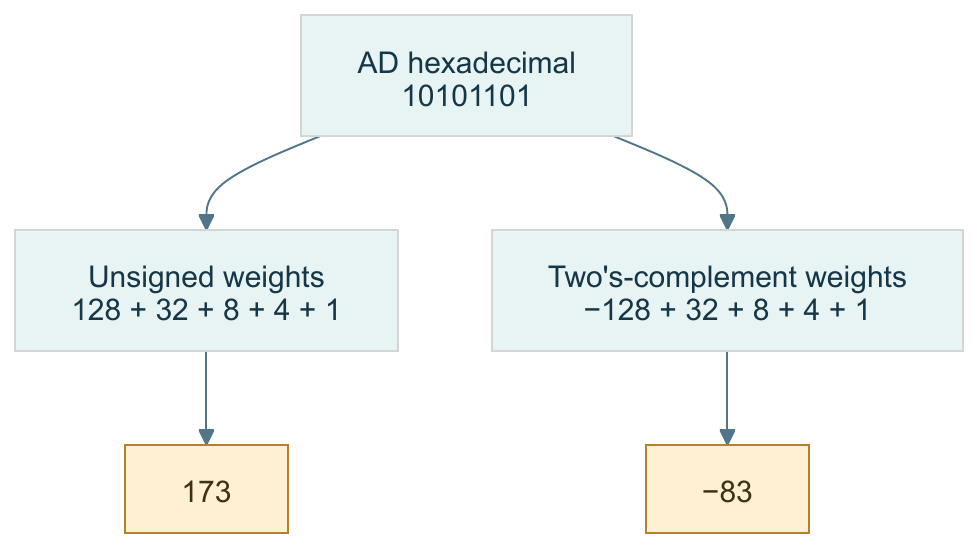 AD hexadecimal
10101101
Unsigned weights
128 + 32 + 8 + 4 + 1
Two's-complement weights
−128 + 32 + 8 + 4 + 1
173
−83